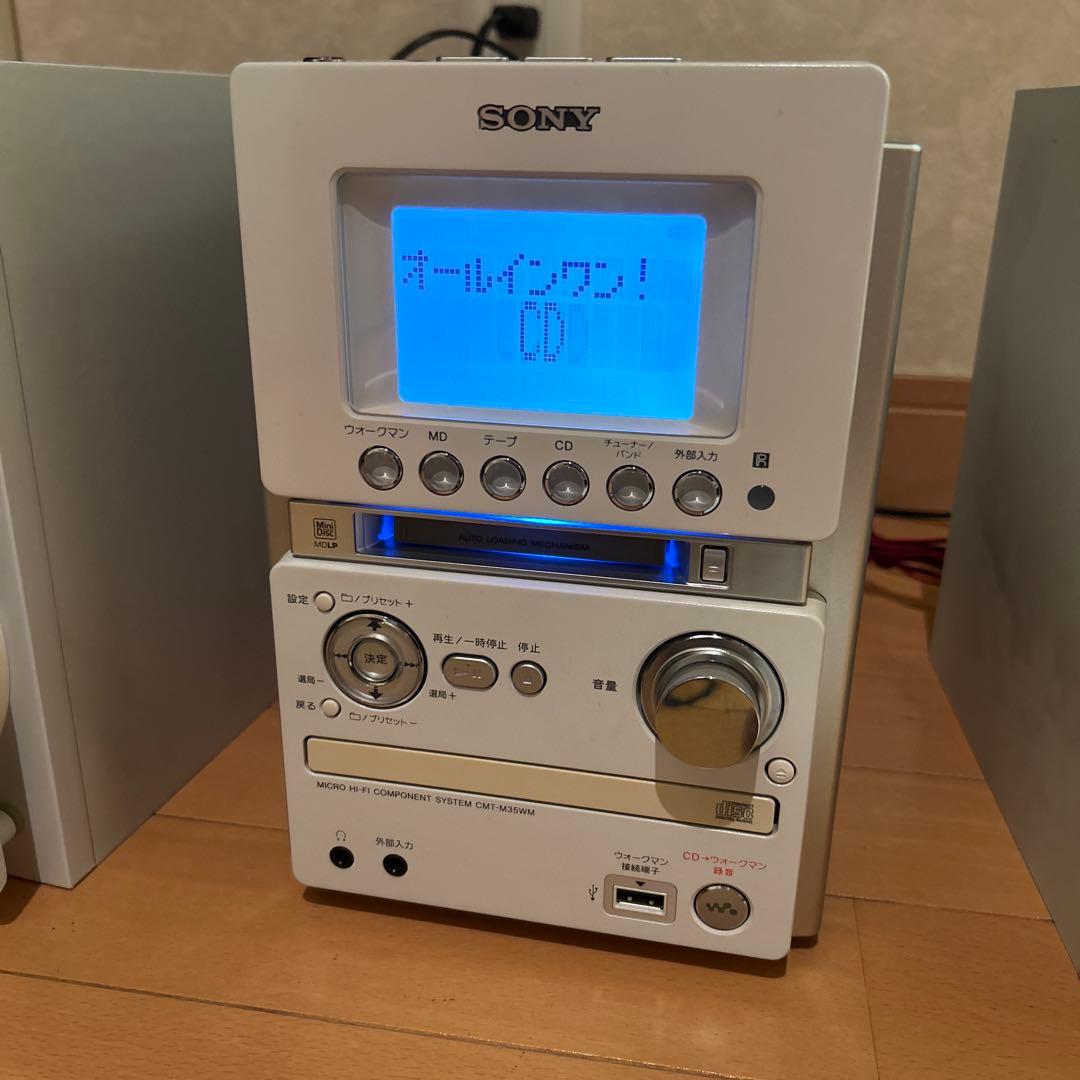 SONY
オールインワン!
CD
ウォークマン
MD
テープ
CD
チューナー/
バンド
外部入力
Mini
Disc
MDLP
AUTO LOADING MECHANISM
設定
/プリセット+
再生/一時停止
停止
決定
選局-
選局+
音量
戻る
/プリセット-
MICRO HI-FI COMPONENT SYSTEM CMT-M35WM
COMPACT
disc
DIGITAL AUDIO
外部入力
ウォークマン
接続端子
CD→ウォークマン
録音